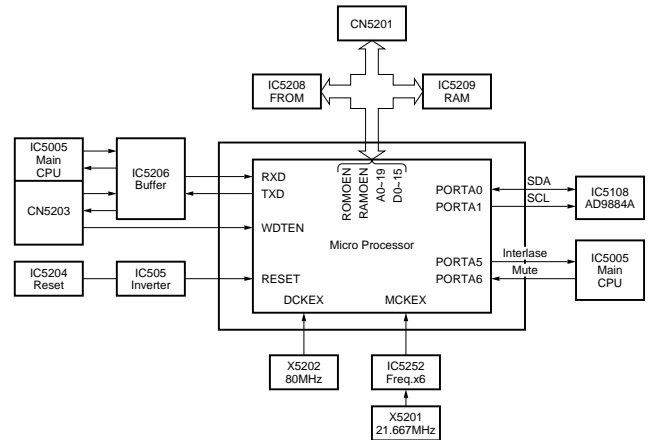 CN5201
IC5208
FROM
IC5209
RAM
IC5005
Main
CPU
IC5206
Buffer
CN5203
IC5204
Reset
IC505
Inverter
RXD
TXD
WDTEN
RESET
ROMOEN
RAMOEN
A0~19
D0~15
Micro Processor
DCKEX
MCKEX
PORTA0
PORTA1
PORTA5
PORTA6
SDA
SCL
Interlase
Mute
IC5108
AD9884A
IC5005
Main
CPU
X5202
80MHz
IC5252
Freq.x6
X5201
21.667MHz